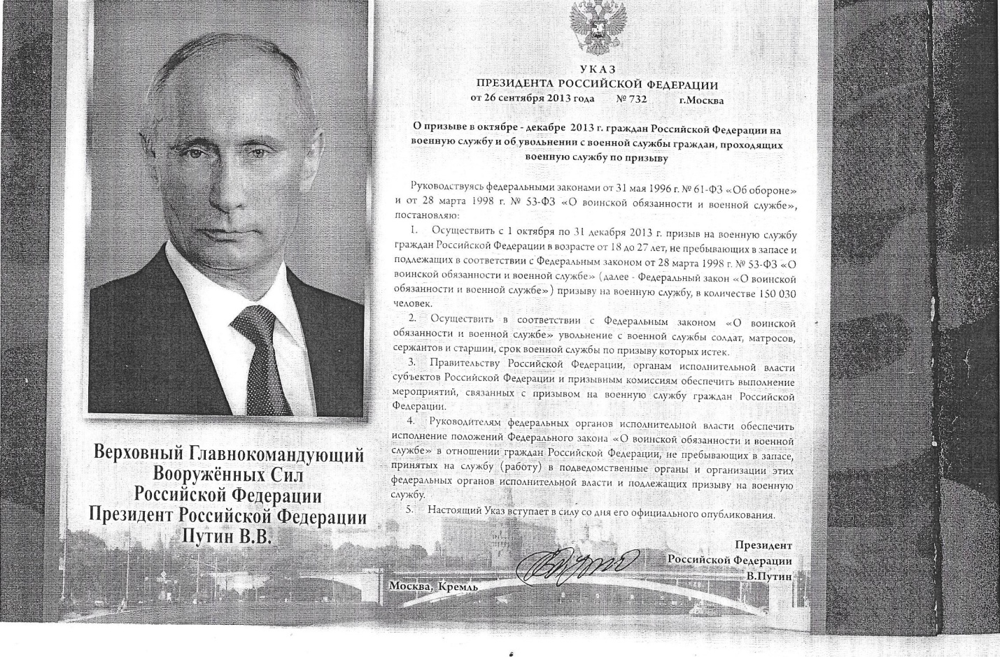 Верховный Главнокомандующий
Вооружённых Сил
Российской Федерации
Президент Российской Федерации
Путин В.В.
УКАЗ
ПРЕЗИДЕНТА РОССИЙСКОЙ ФЕДЕРАЦИИ
от 26 сентября 2013 года № 732 г.Москва
О призыве в октябре - декабре 2013 г. граждан Российской Федерации на
военную службу и об увольнении с военной службы граждан, проходящих
военную службу по призыву
Руководствуясь федеральными законами от 31 мая 1996 г. № 61-ФЗ «Об обороне»
и от 28 марта 1998 г. № 53-ФЗ «О воинской обязанности и военной службе»,
постановляю:
1. Осуществить с 1 октября по 31 декабря 2013 г. призыв на военную службу
граждан Российской Федерации в возрасте от 18 до 27 лет, не пребывающих в запасе и
подлежащих в соответствии с Федеральным законом от 28 марта 1998 г. № 53-ФЗ «О
воинской обязанности и военной службе» (далее - Федеральный закон «О воинской
обязанности и военной службе») призыву на военную службу, в количестве 150 030
человек.
2. Осуществить в соответствии с Федеральным законом «О воинской
обязанности и военной службе» увольнение с военной службы солдат, матросов,
сержантов и старшин, срок военной службы по призыву которых истек.
3. Правительству Российской Федерации, органам исполнительной власти
субъектов Российской Федерации и призывным комиссиям обеспечить выполнение
мероприятий, связанных с призывом на военную службу граждан Российской
Федерации.
4. Руководителям федеральных органов исполнительной власти обеспечить
исполнение положений Федерального закона «О воинской обязанности и военной
службе» в отношении граждан Российской Федерации, не пребывающих в запасе,
принятых на службу (работу) в подведомственные органы и организации этих
федеральных органов исполнительной власти и подлежащих призыву на военную
службу.
5. Настоящий Указ вступает в силу со дня его официального опубликования.
Президент
Российской Федерации
В.Путин
Москва, Кремль